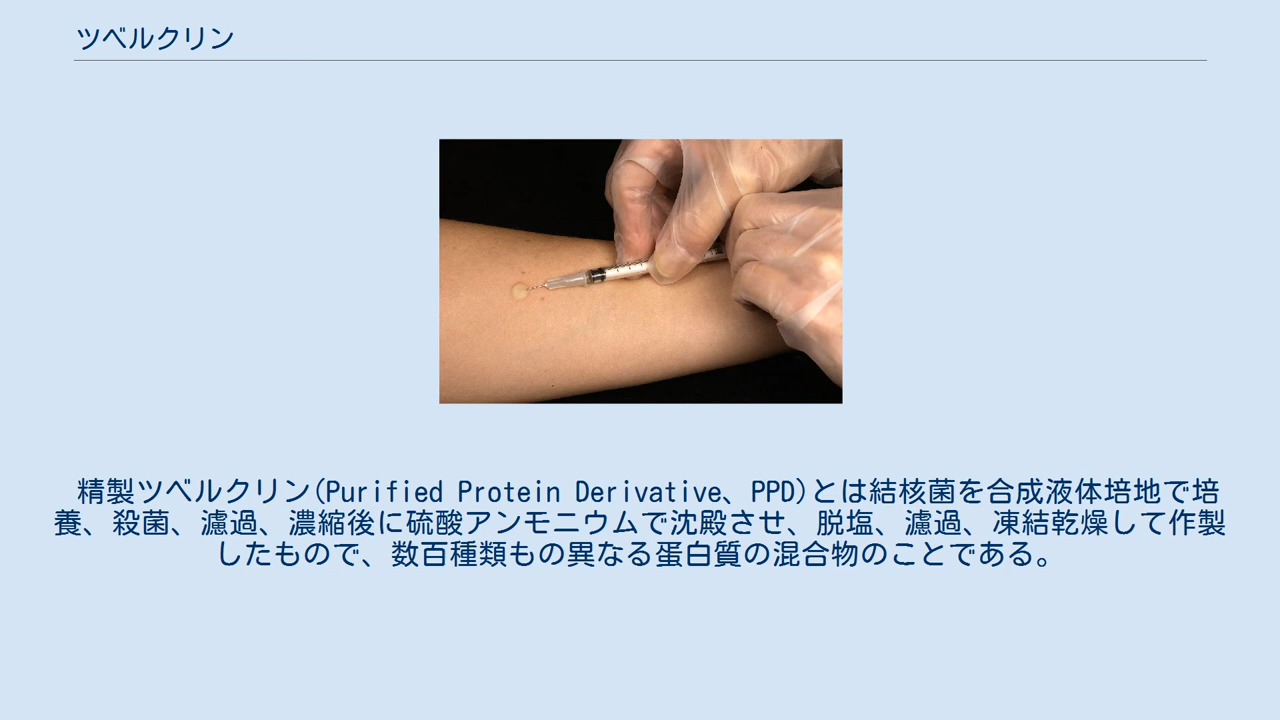 ツベルクリン
精製ツベルクリン(Purified Protein Derivative、PPD)とは結核菌を合成液体培地で培
養、殺菌、濾過、濃縮後に硫酸アンモニウムで沈殿させ、脱塩、濾過、凍結乾燥して作製
したもので、数百種類もの異なる蛋白質の混合物のことである。